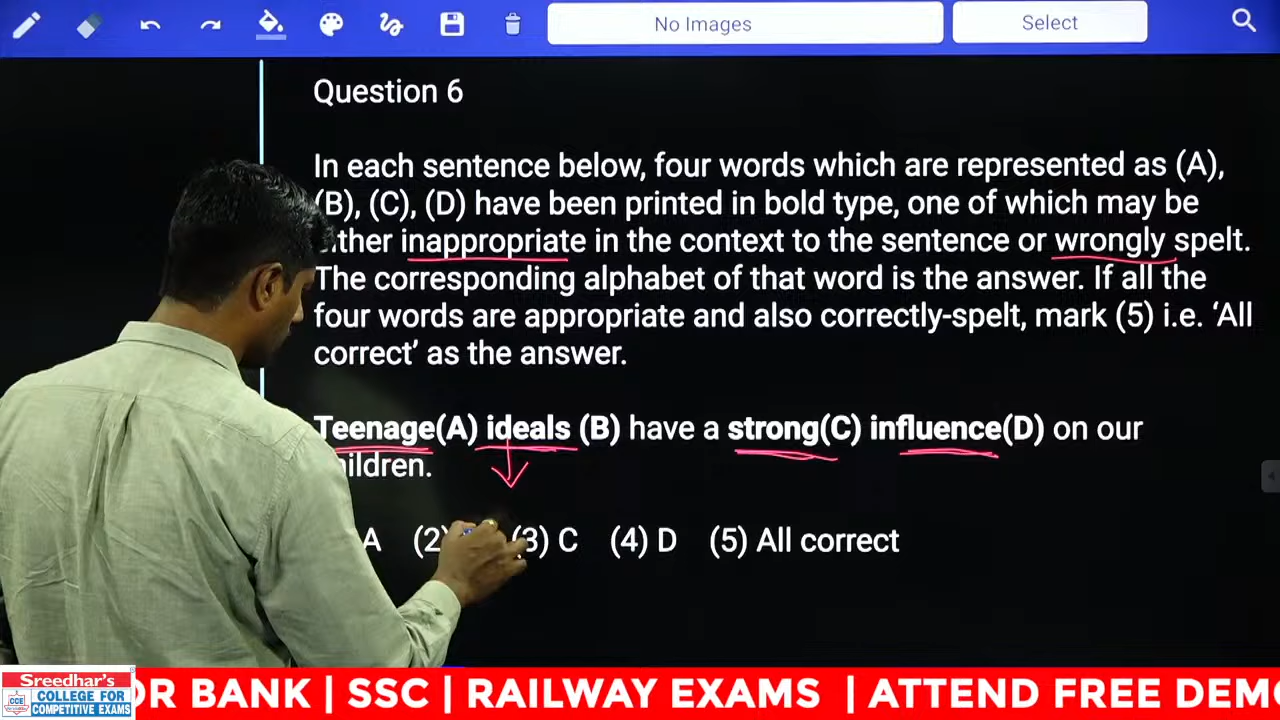 No Images
Select
Question 6
In each sentence below, four words which are represented as (A),
(B), (C), (D) have been printed in bold type, one of which may be
inappropriate in the context to the sentence or wrongly spelt.
The corresponding alphabet of that word is the answer. If all the
four words are appropriate and also correctly-spelt, mark (5) i.e. ‘All
correct’ as the answer.
Teenage(A) ideals (B) have a strong(C) influence(D) on our
A (2) (3) C (4) D (5) All correct
Sreedhar's
CCE
COLLEGE FOR
COMPETITIVE EXAMS
OR BANK | SSC | RAILWAY EXAMS | ATTEND FREE DEM